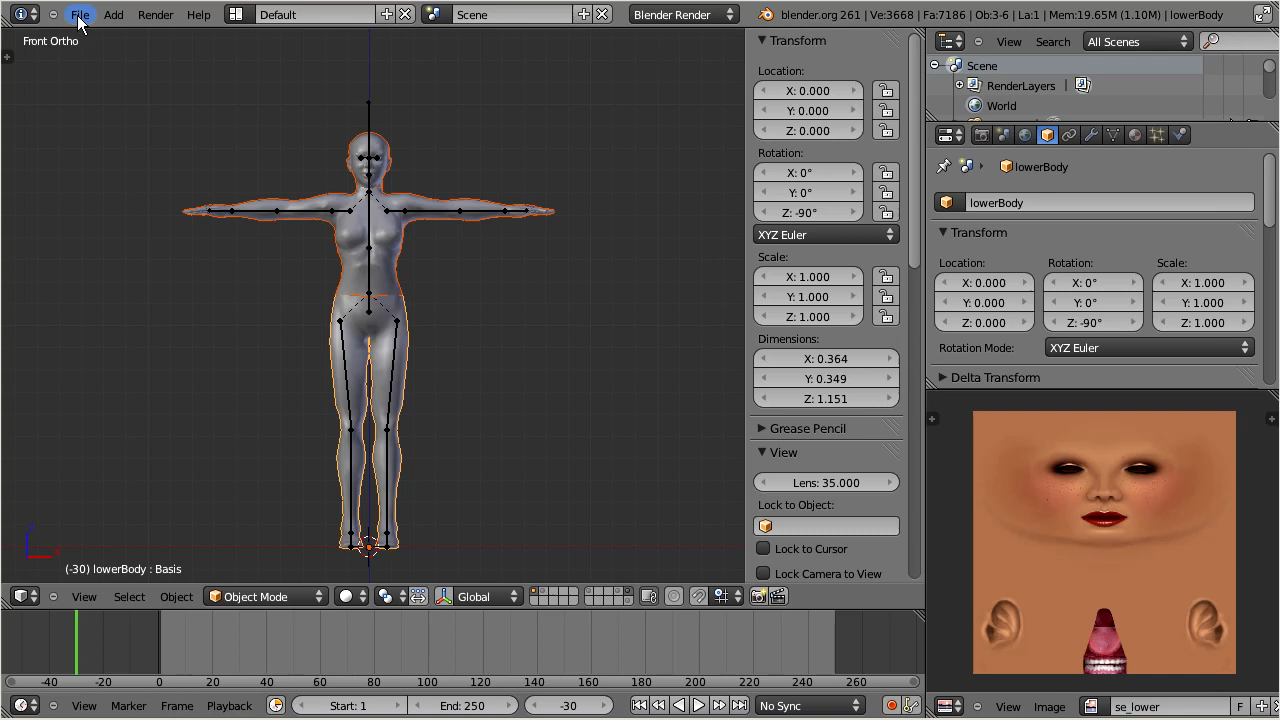 File Add Render Help Default Scene Blender Render blender.org 261 | Ve:3668 | Fa:7186 | Ob:3-6 | La:1 | Mem:19.65M (1.10M) | lowerBody
Front Ortho
(-30) lowerBody : Basis
View Select Object Object Mode Global
Transform
Location:
X: 0.000
Y: 0.000
Z: 0.000
Rotation:
X: 0°
Y: 0°
Z: -90°
XYZ Euler
Scale:
X: 1.000
Y: 1.000
Z: 1.000
Dimensions:
X: 0.364
Y: 0.349
Z: 1.151
Grease Pencil
View
Lens: 35.000
Lock to Object:
Lock to Cursor
Lock Camera to View
View Search All Scenes
Scene
RenderLayers |
World
lowerBody
lowerBody
Transform
Location: Rotation: Scale:
X: 0.000 X: 0° X: 1.000
Y: 0.000 Y: 0° Y: 1.000
Z: 0.000 Z: -90° Z: 1.000
Rotation Mode: XYZ Euler
Delta Transform
-40 -20 0 20 40 60 80 100 120 140 160 180 200 220 240 260
View Marker Frame Playback Start: 1 End: 250 -30 No Sync
View Image se_lower F